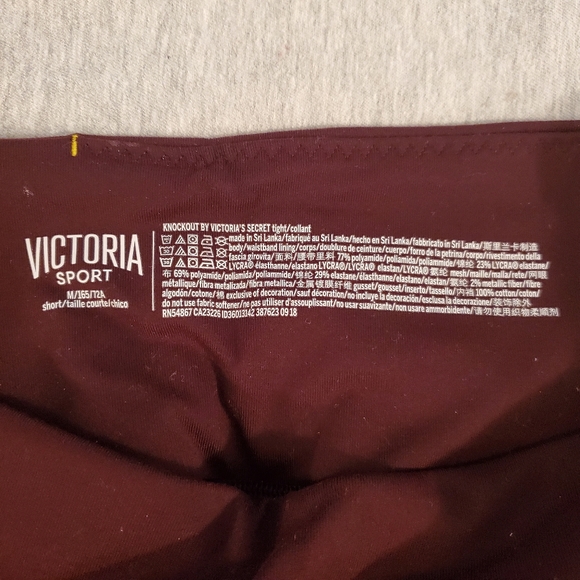 VICTORIA
SPORT
M/165/72A
short/taille courte/chico
KNOCKOUT BY VICTORIA'S SECRET tight/collant
made in Sri Lanka/fabriqué au Sri Lanka/hecho en Sri Lanka/fabbricato in Sri Lanka/斯里兰卡制造
body/waistband lining/corps/doublure de ceinture/cuerpo/forro de la pretina/corpo/rivestimento della
fascia girovita/面料/腰带里料 77% polyamide/polyamide/poliamida/poliammide/锦纶 23% LYCRA® elastane/
LYCRA® élasthanne/elastano LYCRA®/LYCRA® elastan/LYCRA® 氨纶 mesh/maille/malla/rete/网
布 69% polyamide/polyamide/poliamida/poliammide/锦纶 29% elastane/élasthanne/elastano/elastan/氨纶 2% metallic fiber/fibre
métallique/fibra metalizada/fibra metallica/金属镀膜纤维 gusset/gousset/inserto/tassello/内裆 100% cotton/coton/
algodón/cotone/棉 exclusive of decoration/sauf décoration/no incluye la decoración/esclusa la decorazione/装饰除外
do not use fabric softener/ne pas utiliser d'assouplissant/no usar suavizante/non usare ammorbidente/请勿使用织物柔顺剂
RN54867 CA23226 ID3601314Z 387623 09 18